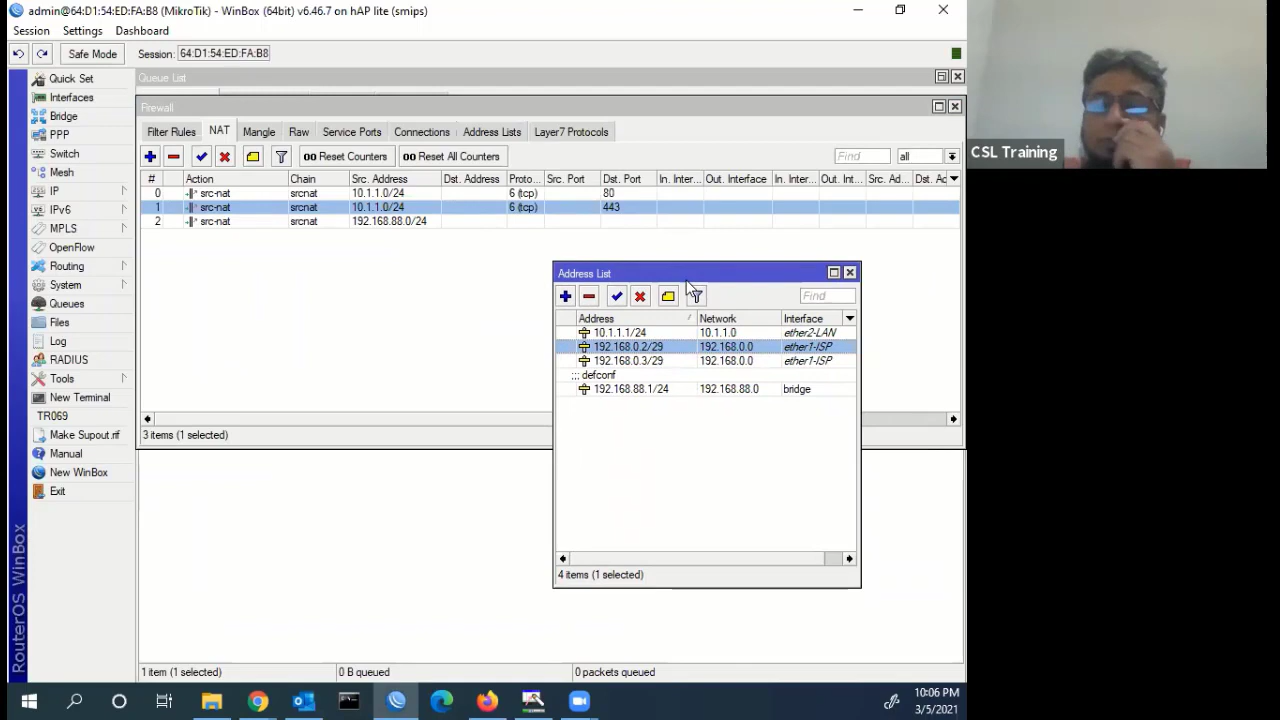 admin@64:D1:54:ED:FA:B8 (MikroTik) - WinBox (64bit) v6.46.7 on hAP lite (smips)
Session Settings Dashboard
Safe Mode Session: 64:D1:54:ED:FA:B8
Quick Set
Interfaces
Bridge
PPP
Switch
Mesh
IP
IPv6
MPLS
OpenFlow
Routing
System
Queues
Files
Log
RADIUS
Tools
New Terminal
TR069
Make Supout.rif
Manual
New WinBox
Exit
RouterOS WinBox
Queue List
Firewall
Filter Rules NAT Mangle Raw Service Ports Connections Address Lists Layer7 Protocols
00 Reset Counters 00 Reset All Counters Find all
# Action Chain Src. Address Dst. Address Proto... Src. Port Dst. Port In. Inter... Out. Interface In. Inter... Out. Int... Src. Ad... Dst. Ac
0 src-nat srcnat 10.1.1.0/24 6 (tcp) 80
1 src-nat srcnat 10.1.1.0/24 6 (tcp) 443
2 src-nat srcnat 192.168.88.0/24
3 items (1 selected)
Address List
Find
Address Network Interface
10.1.1.1/24 10.1.1.0 ether2-LAN
192.168.0.2/29 192.168.0.0 ether1-ISP
192.168.0.3/29 192.168.0.0 ether1-ISP
;;; defconf
192.168.88.1/24 192.168.88.0 bridge
4 items (1 selected)
1 item (1 selected) 0 B queued 0 packets queued
CSL Training
10:06 PM
3/5/2021